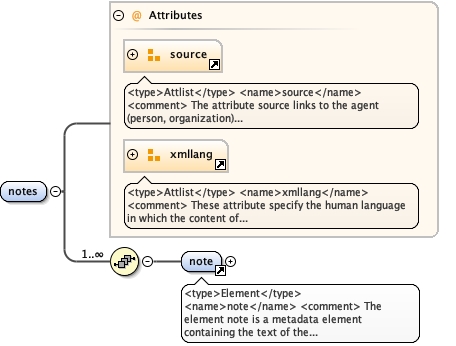 @ Attributes
source
<type>Attlist</type> <name>source</name>
<comment> The attribute source links to the agent
(person, organization)...
xmllang
<type>Attlist</type> <name>xmllang</name>
<comment> These attribute specify the human language
in which the content of...
notes
1..∞
note
<type>Element</type>
<name>note</name> <comment> The
element note is a metadata element
containing the text of the...